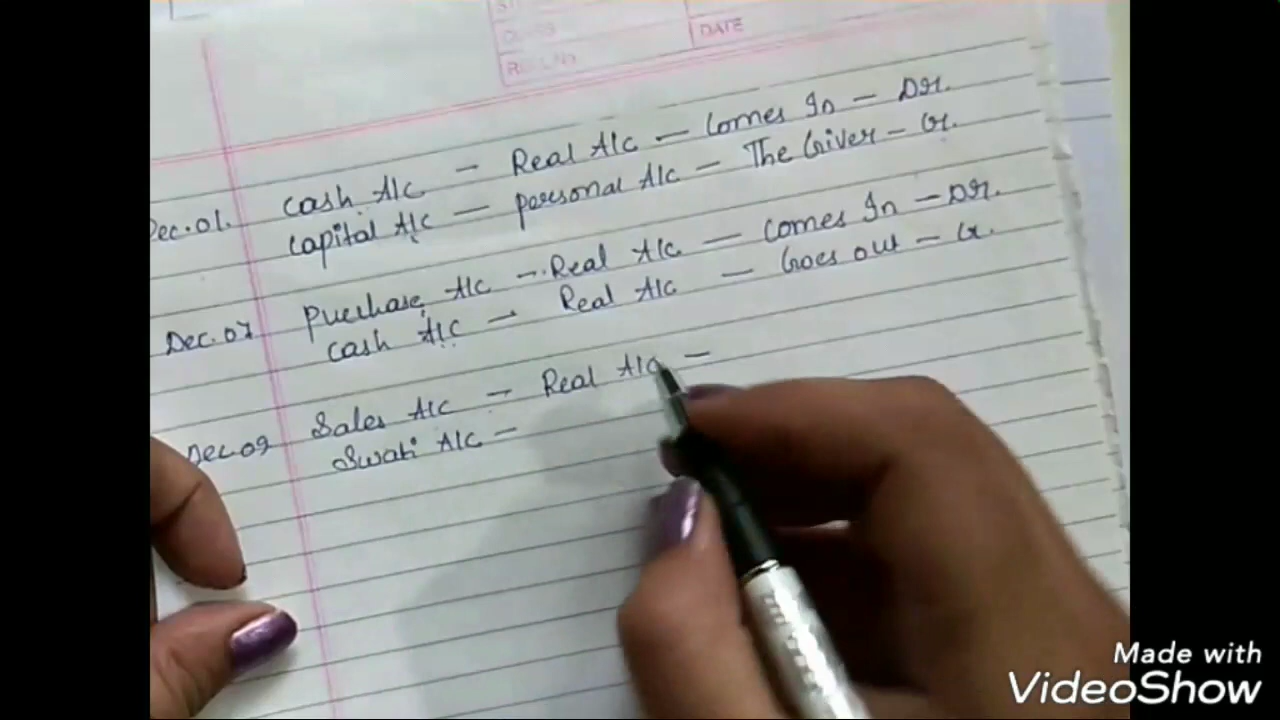 DATE
Dec.01. Cash A/c - Real A/c - Comes In - Dr.
Capital A/c - Personal A/c - The Giver - Cr.
Dec.07 Purchase A/c - Real A/c - Comes In - Dr.
Cash A/c - Real A/c - Goes out - Cr.
Dec.09 Sales A/c - Real A/c -
Swati A/c -
Made with
VideoShow